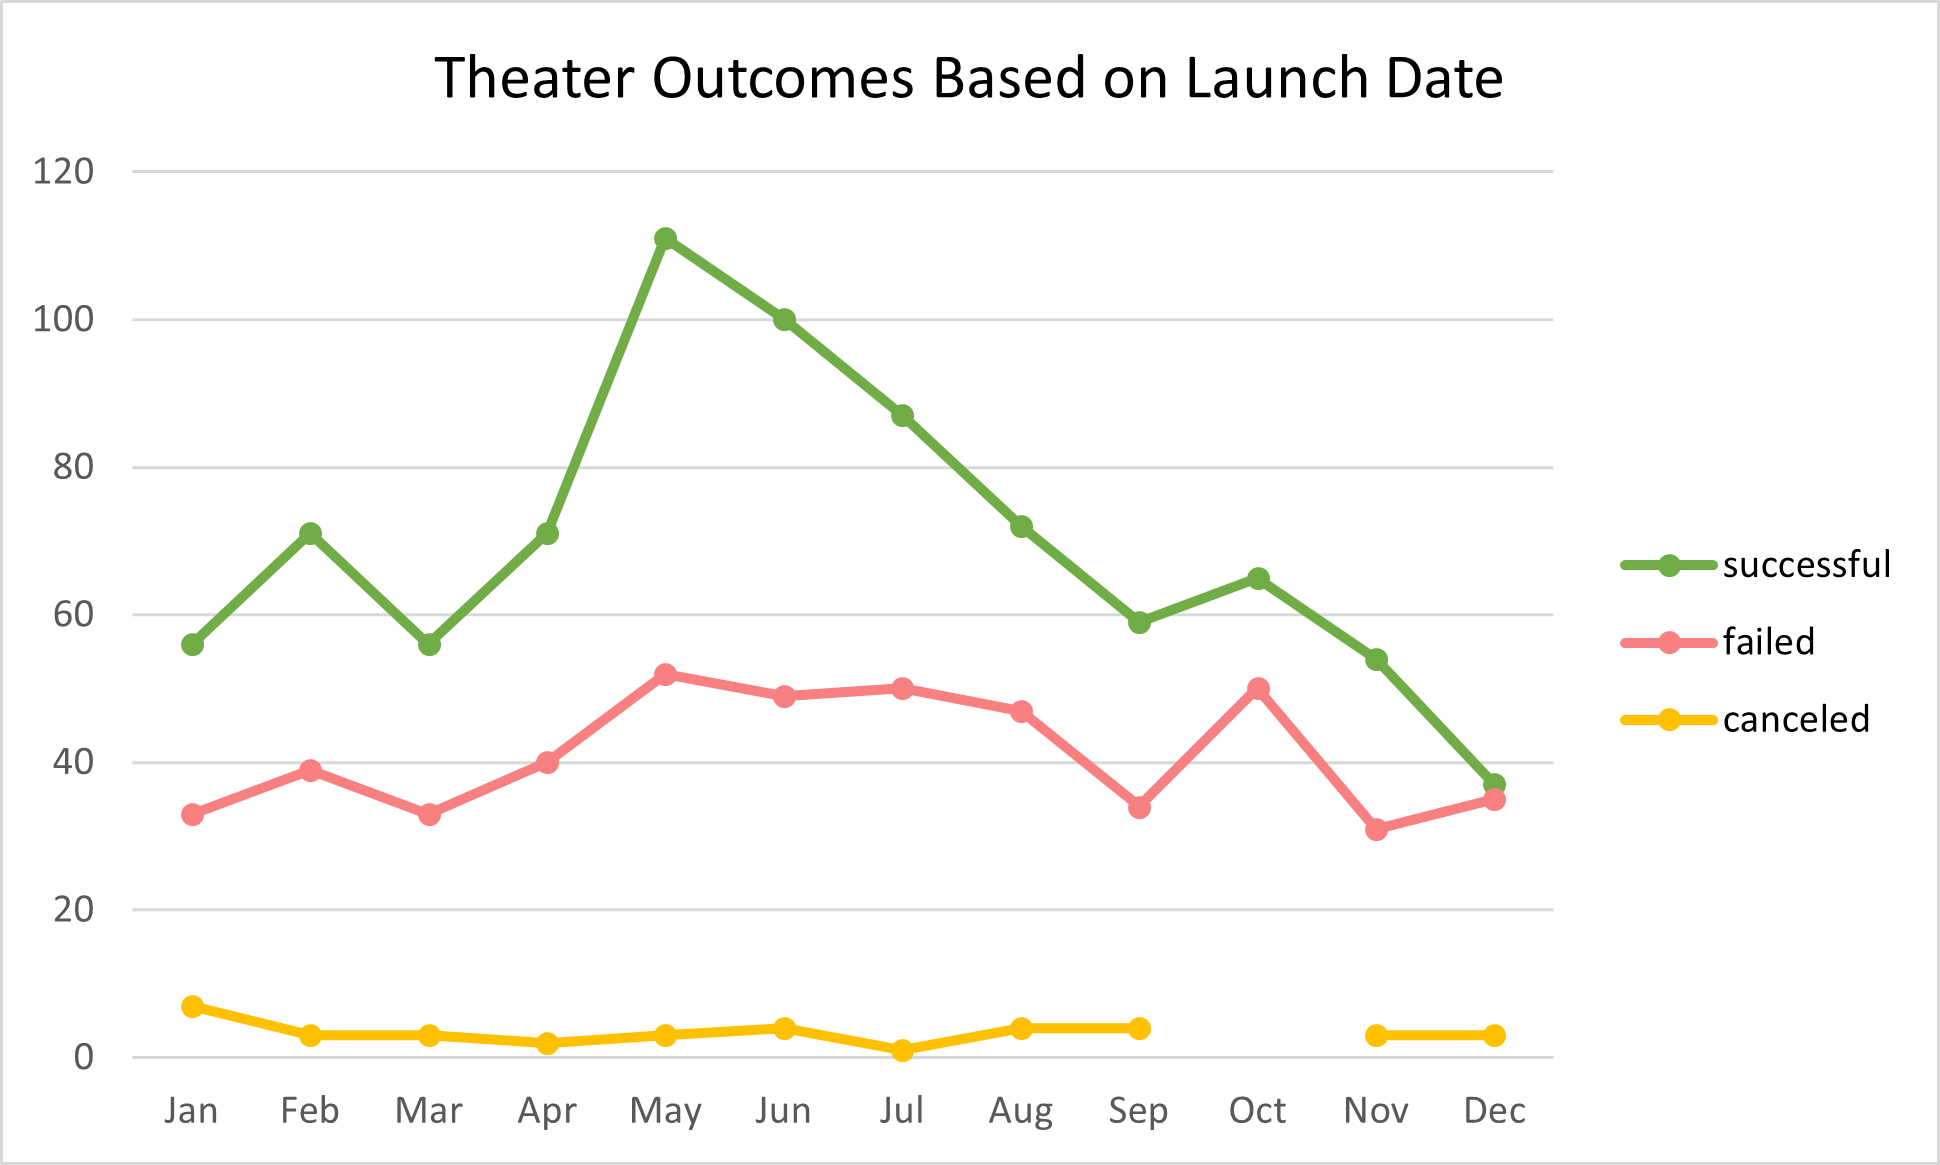 Theater Outcomes Based on Launch Date
120
100
80
60
40
20
0
Jan Feb Mar Apr May Jun Jul Aug Sep Oct Nov Dec
successful
failed
canceled